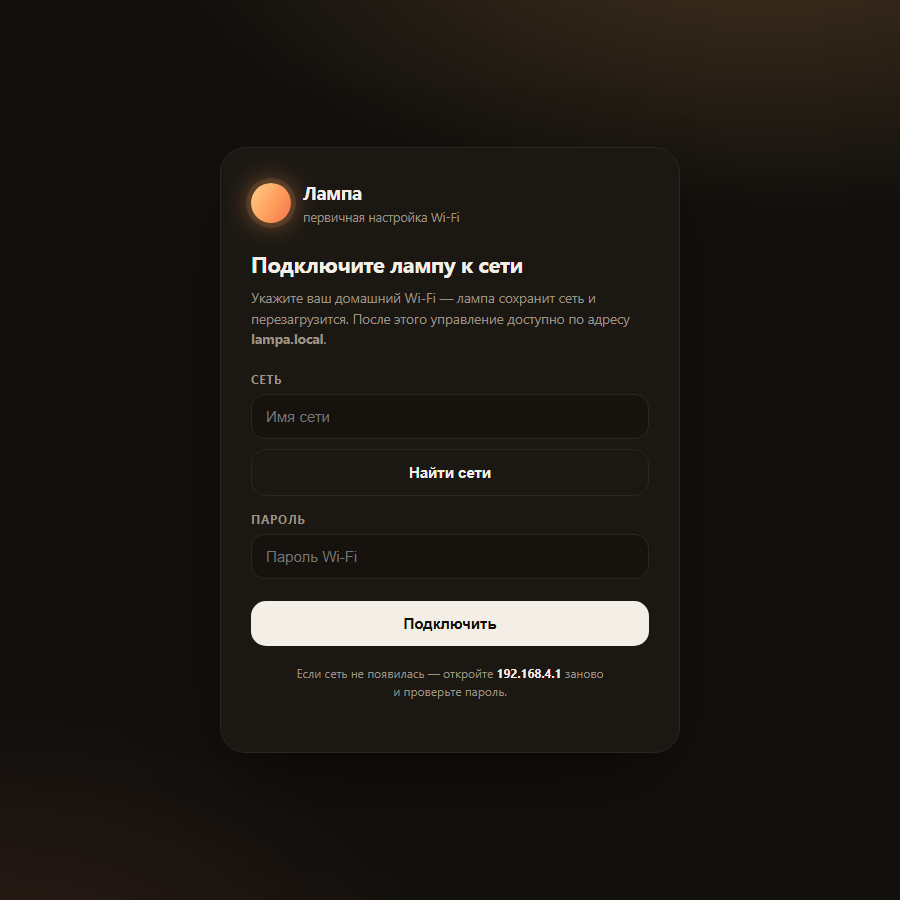 Лампа
первичная настройка Wi-Fi
Подключите лампу к сети
Укажите ваш домашний Wi-Fi — лампа сохранит сеть и
перезагрузится. После этого управление доступно по адресу
lampa.local.
СЕТЬ
Имя сети
Найти сети
ПАРОЛЬ
Пароль Wi-Fi
Подключить
Если сеть не появилась — откройте 192.168.4.1 заново
и проверьте пароль.